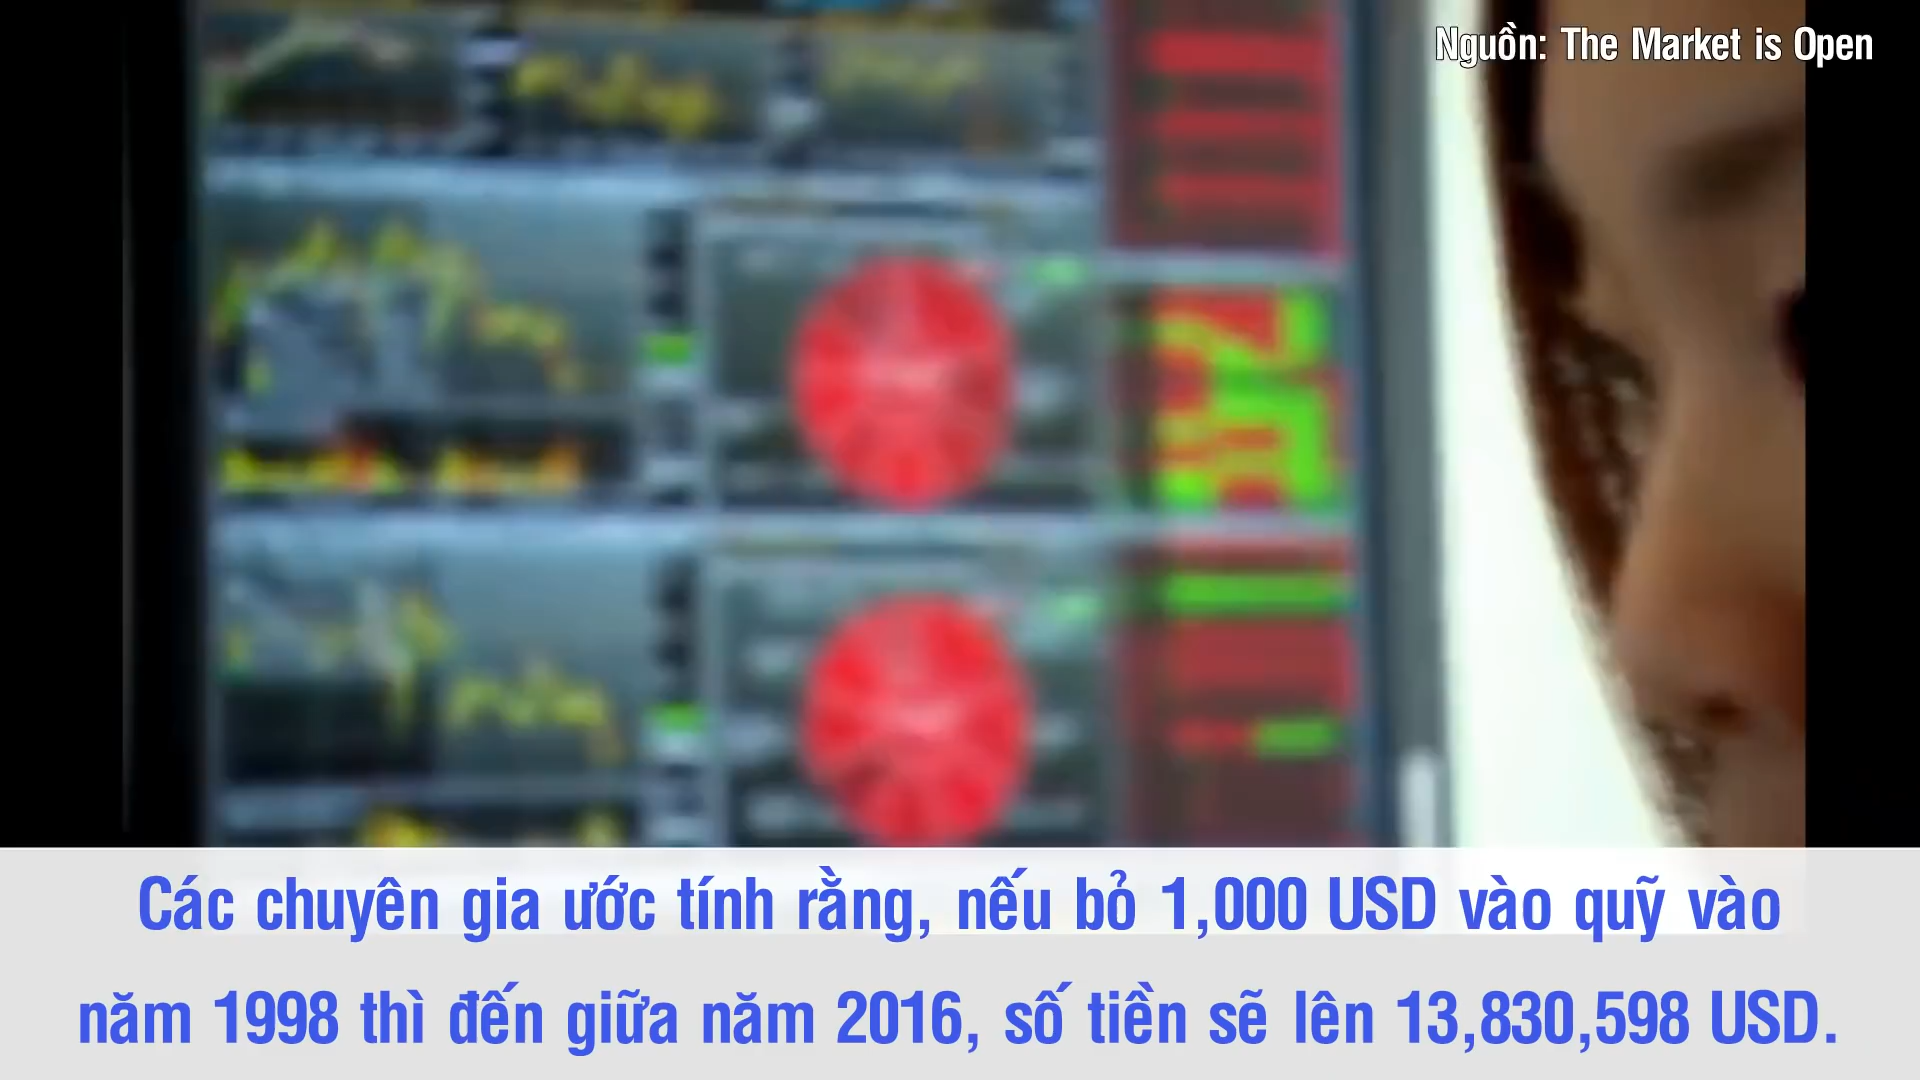 Nguồn: The Market is Open
Các chuyên gia ước tính rằng, nếu bỏ 1,000 USD vào quỹ vào
năm 1998 thì đến giữa năm 2016, số tiền sẽ lên 13,830,598 USD.